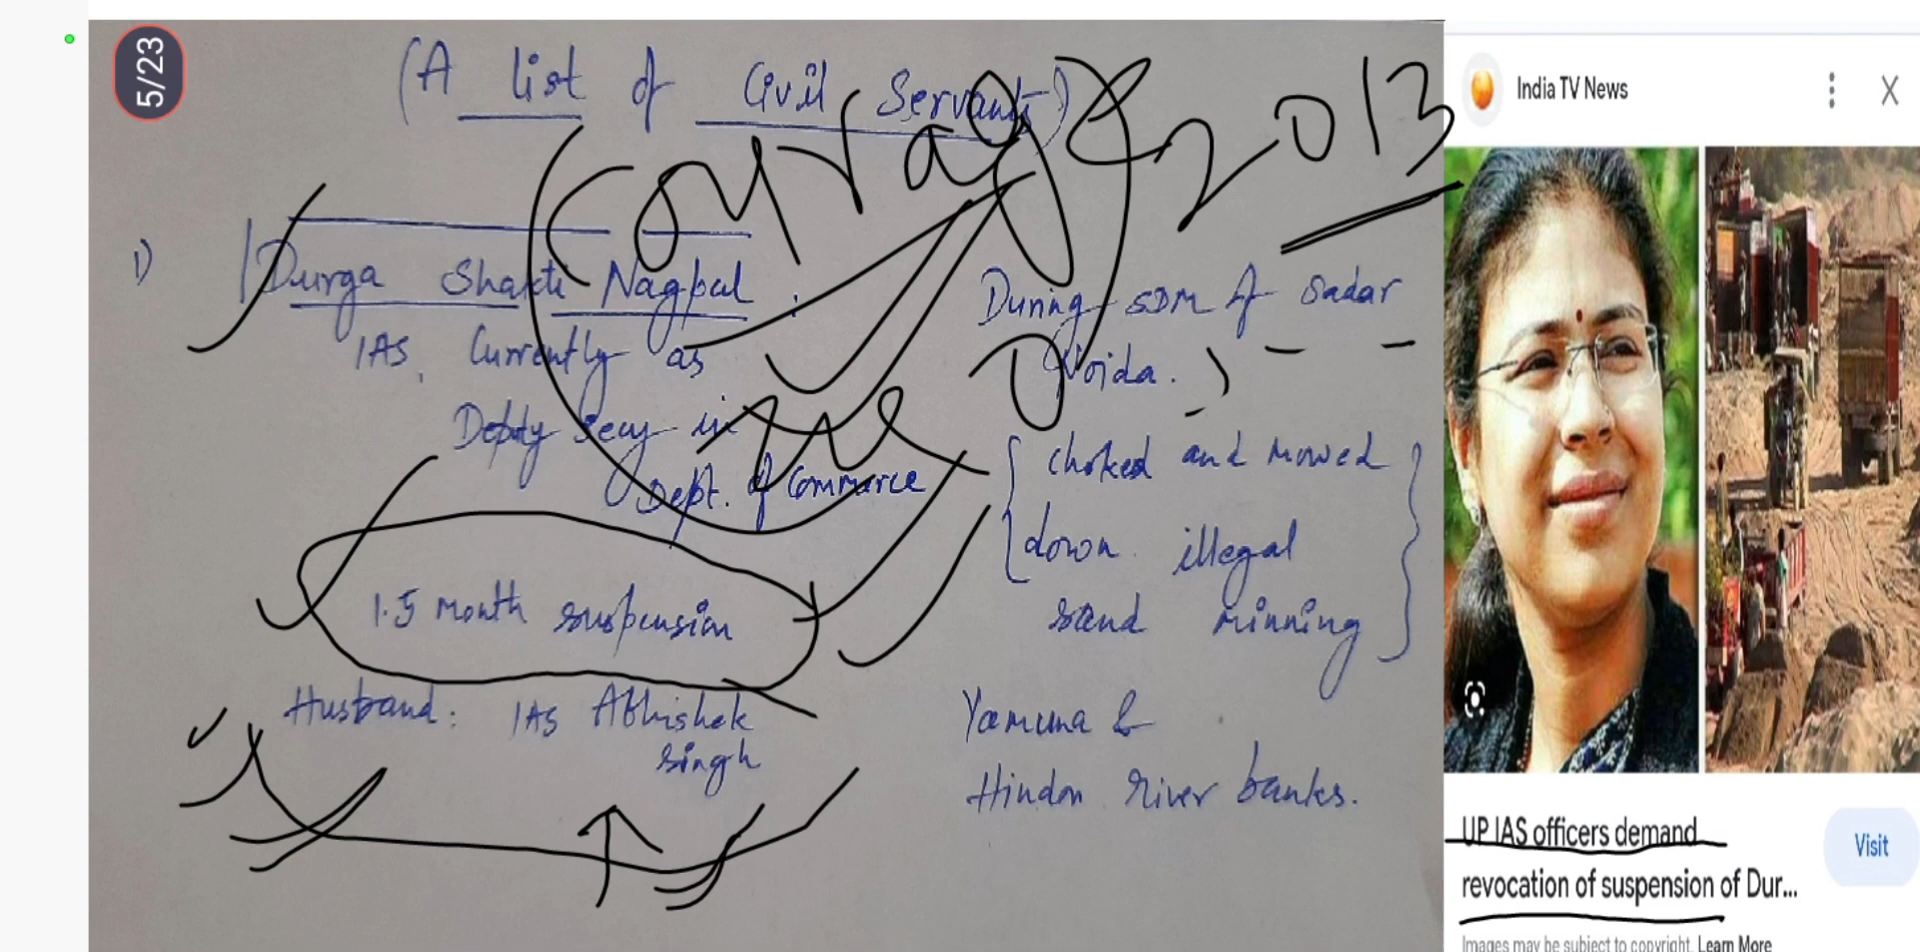 5/23
(A list of Civil Servants)
Courage
2013
1) Durga Shakti Nagpal :
IAS, Currently as
Deputy Secy in
Dept. of Commerce
1.5 month suspension
Husband: IAS Abhishek
Singh
During SDM of Sadar
Noida.
choked and mowed
down illegal
sand minning
Yamuna &
Hindon River banks.
India TV News
UP IAS officers demand
revocation of suspension of Dur...
Visit
Images may be subject to copyright. Learn More